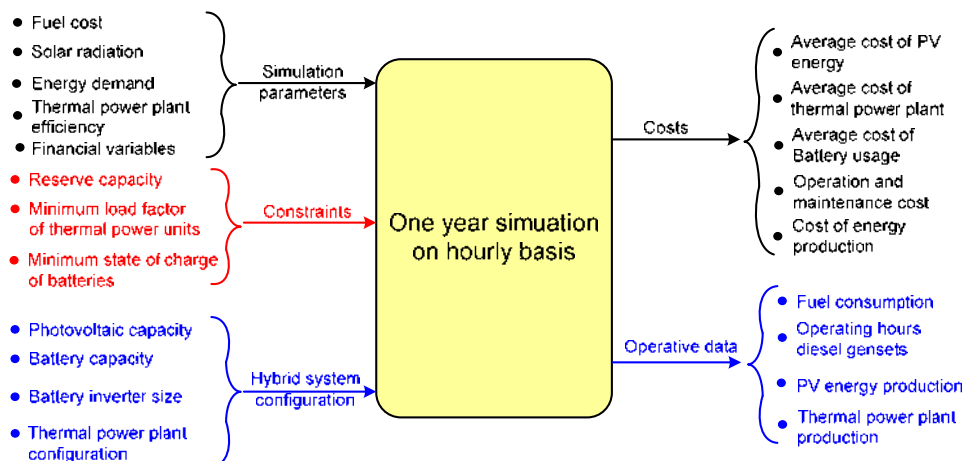 Fuel cost
Solar radiation
Energy demand
Thermal power plant
efficiency
Financial variables
Simulation
parameters
Reserve capacity
Minimum load factor
of thermal power units
Minimum state of charge
of batteries
Constraints
Photovoltaic capacity
Battery capacity
Battery inverter size
Thermal power plant
configuration
Hybrid system
configuration
One year simuation
on hourly basis
Costs
Average cost of PV
energy
Average cost of
thermal power plant
Average cost of
Battery usage
Operation and
maintenance cost
Cost of energy
production
Operative data
Fuel consumption
Operating hours
diesel gensets
PV energy production
Thermal power plant
production